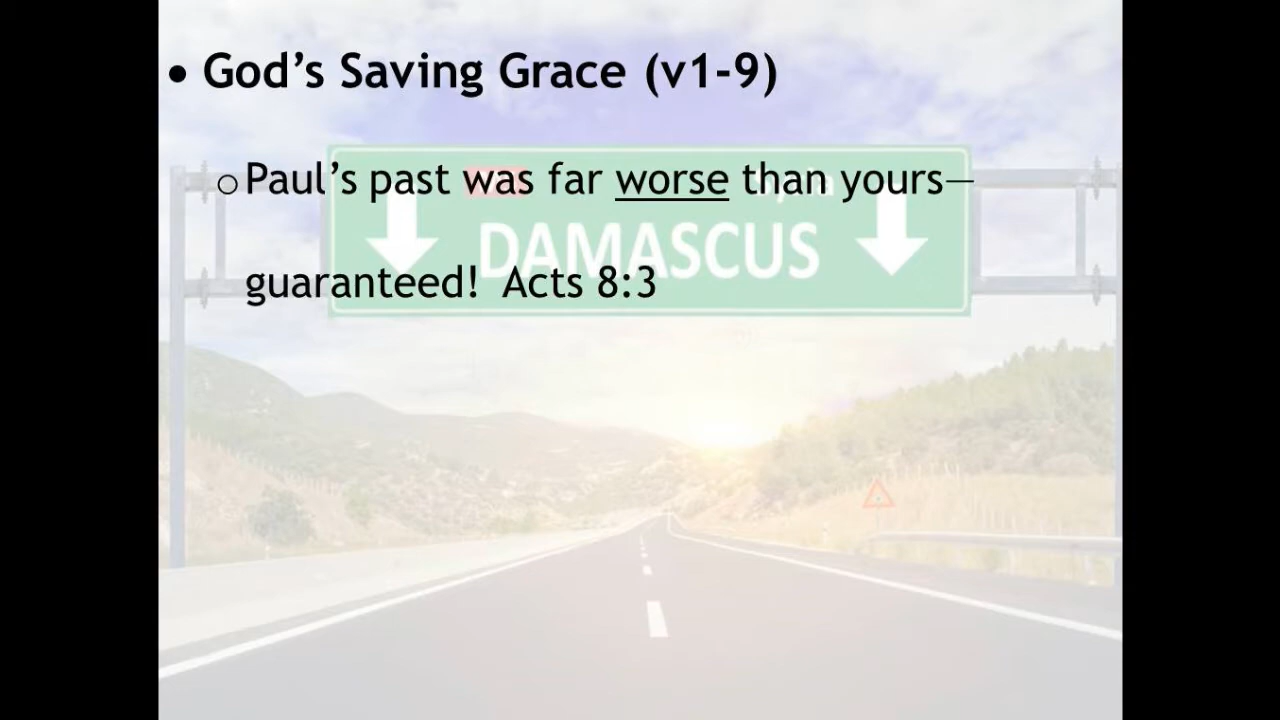 • God's Saving Grace (v1-9)
○ Paul's past was far worse than yours—
DAMASCUS
guaranteed! Acts 8:3